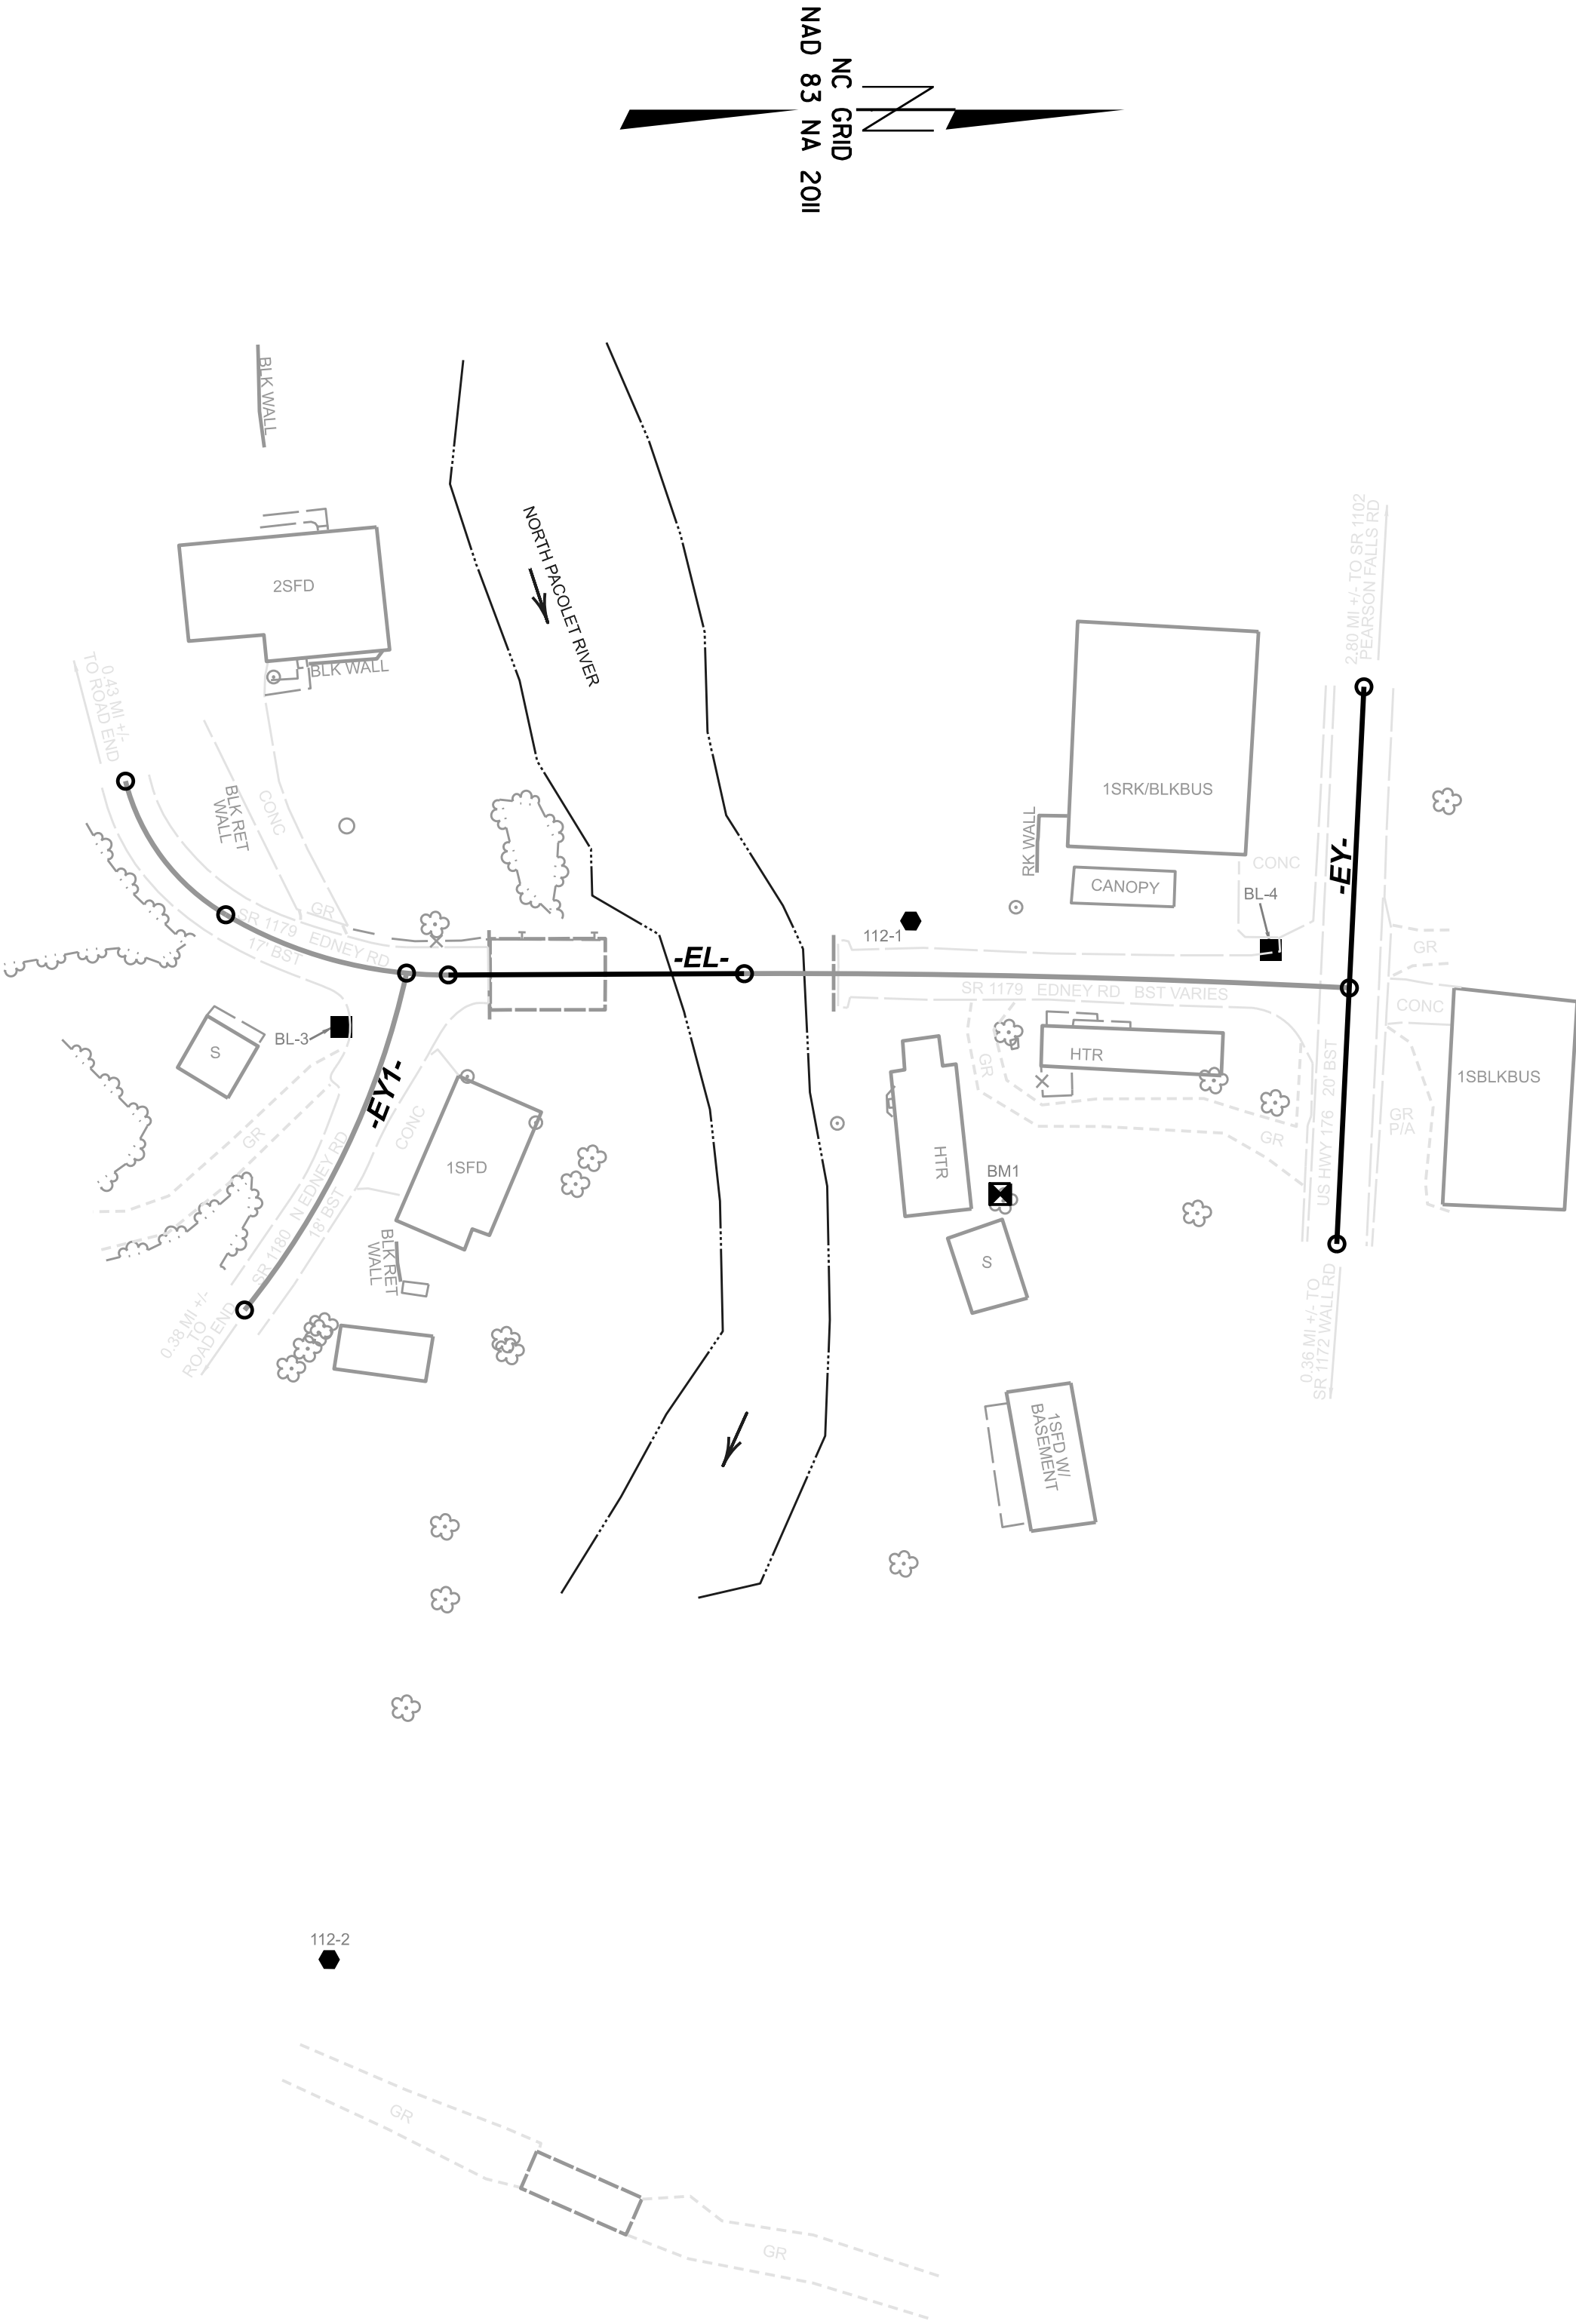 NC GRID
NAD 83 NA 2011
BLK WALL
NORTH PACOLET RIVER
2SFD
BLK WALL
0.43 MI +/-
TO ROAD END
BLK RET
WALL
CONC
GR
SR 1179 EDNEY RD
17' BST
2.80 MI +/- TO SR 1102
PEARSON FALLS RD
1SRK/BLKBUS
RK WALL
CANOPY
CONC
-EY-
BL-4
112-1
-EL-
SR 1179 EDNEY RD BST VARIES
GR
CONC
1SBLKBUS
GR
P/A
US HWY 176 20' BST
HTR
GR
GR
HTR
BM1
S
S
BL-3
-EY1-
GR
CONC
1SFD
SR 1180 N EDNEY RD
18' BST
BLK RET
WALL
0.38 MI +/-
TO
ROAD END
0.36 MI +/- TO
SR 1172 WALL RD
1SFD W/
BASEMENT
112-2
GR
GR